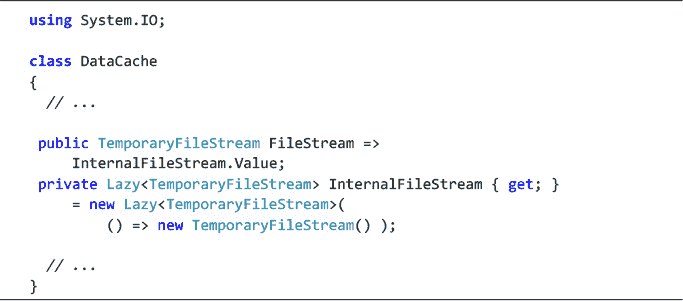 using System.IO;
class DataCache
{
// ...
public TemporaryFileStream FileStream =>
InternalFileStream.Value;
private Lazy<TemporaryFileStream> InternalFileStream { get; }
= new Lazy<TemporaryFileStream>(
() => new TemporaryFileStream() );
// ...
}